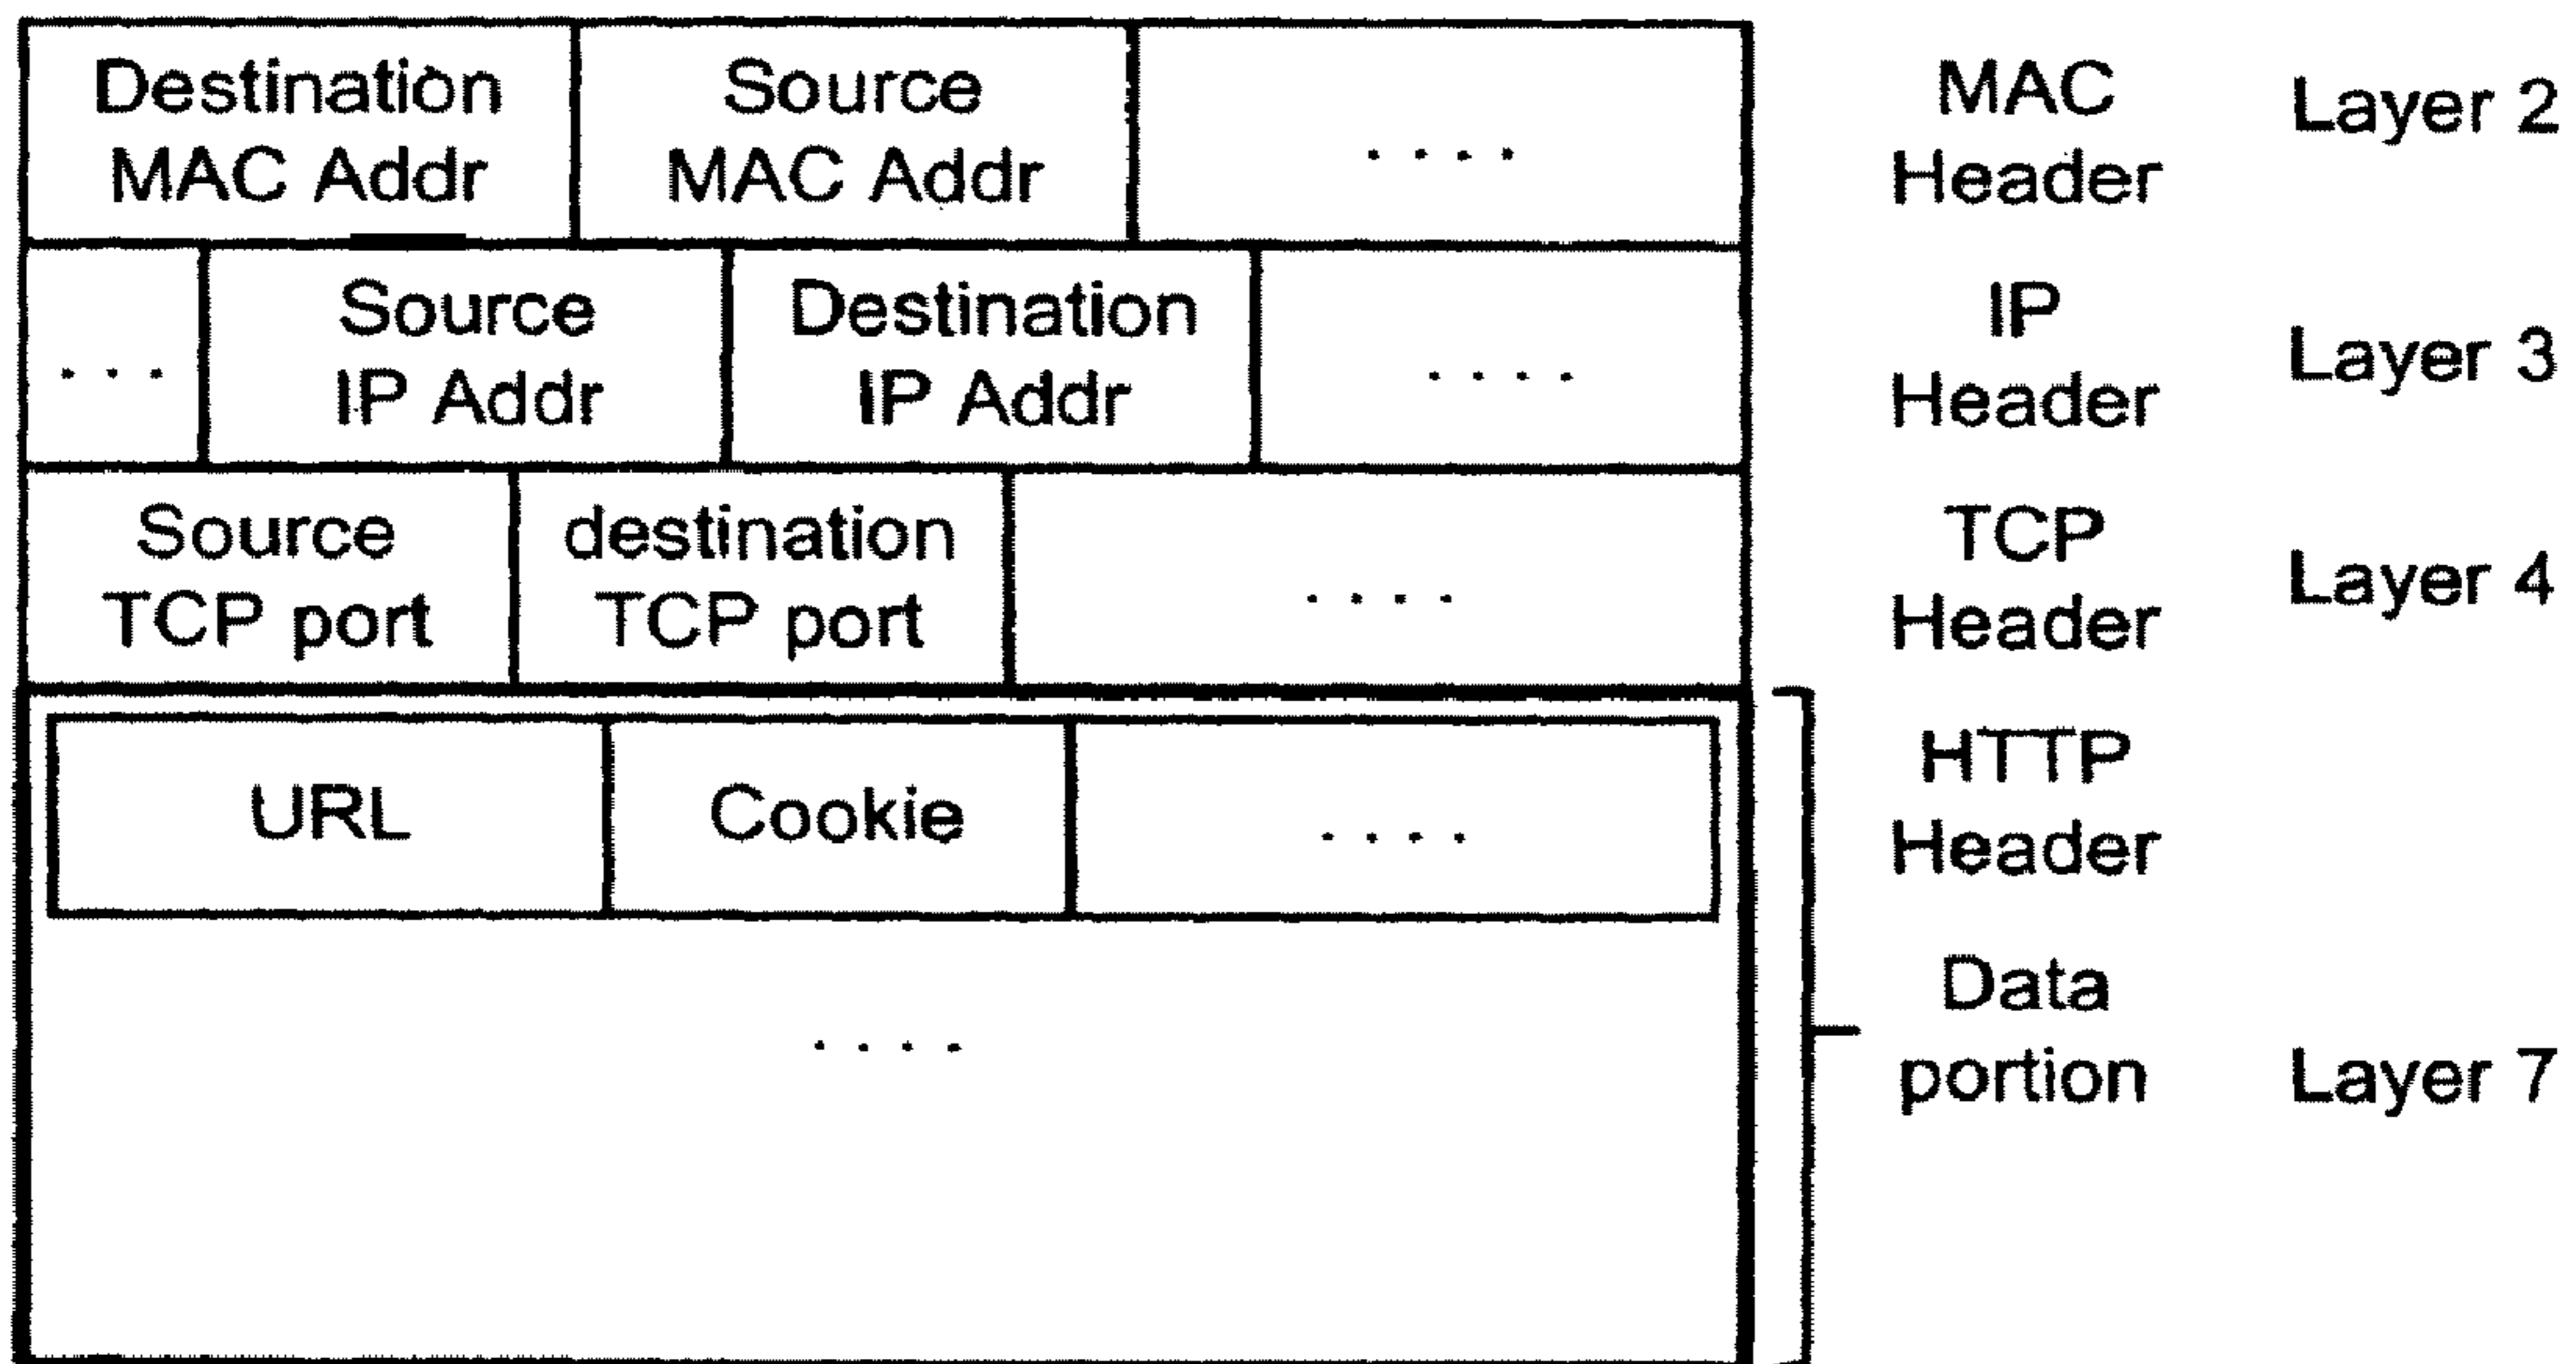 Destination
MAC Addr
Source
MAC Addr
. . . .
MAC
Header
Layer 2
. . .
Source
IP Addr
Destination
IP Addr
. . . .
IP
Header
Layer 3
Source
TCP port
destination
TCP port
. . . .
TCP
Header
Layer 4
URL
Cookie
. . . .
HTTP
Header
. . . .
Data
portion
Layer 7